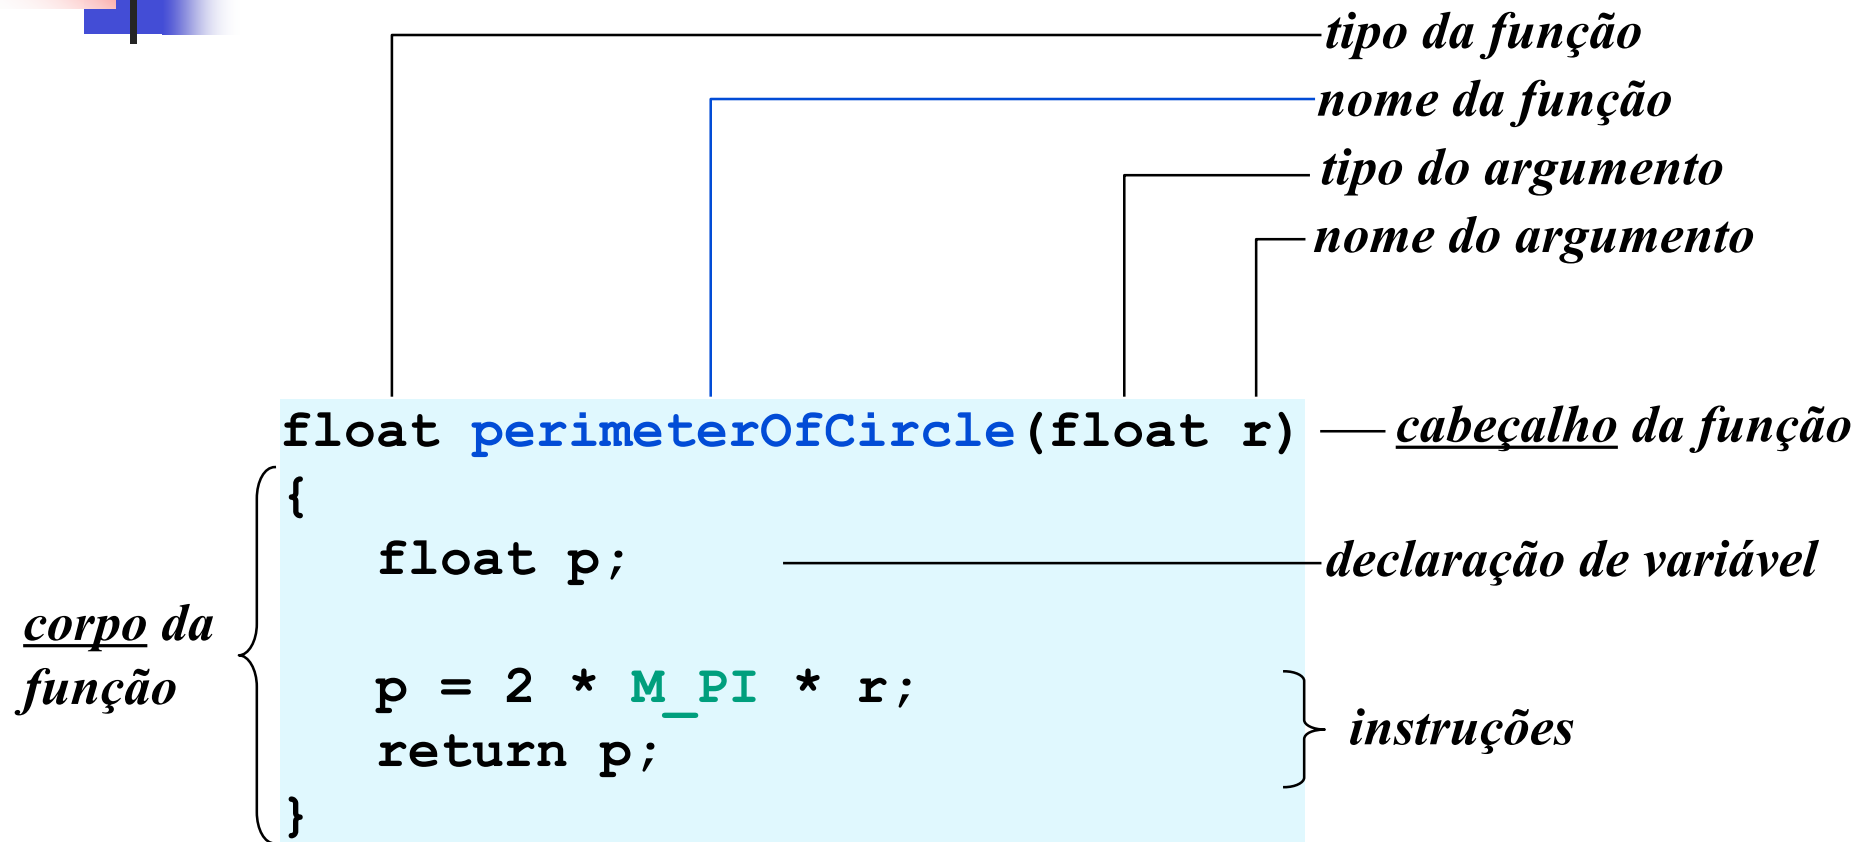 tipo da função
nome da função
tipo do argumento
nome do argumento
float perimeterOfCircle(float r)
cabeçalho da função
{
float p;
declaração de variável
corpo da
função
p = 2 * M_PI * r;
return p;
instruções
}